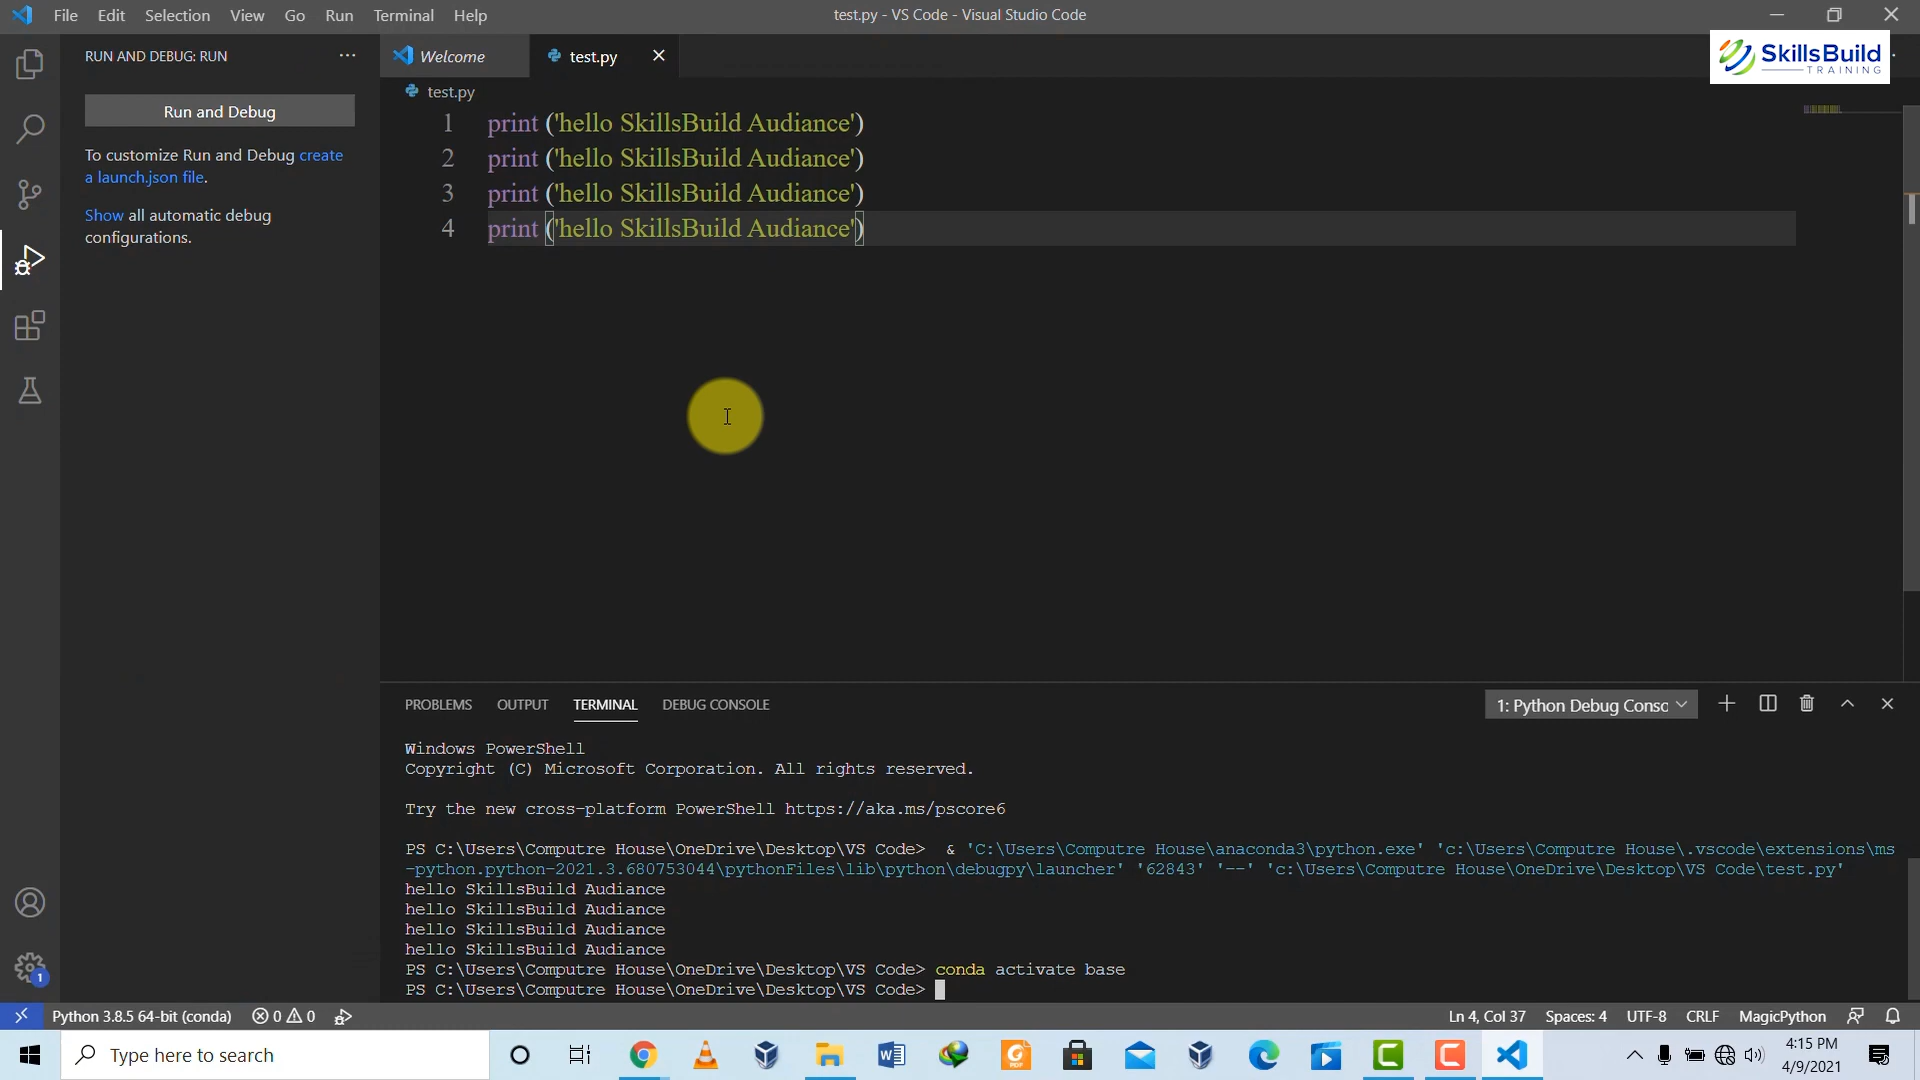 File Edit Selection View Go Run Terminal Help
test.py - VS Code - Visual Studio Code
SkillsBuild
TRAINING
RUN AND DEBUG: RUN
Run and Debug
To customize Run and Debug create
a launch.json file.
Show all automatic debug
configurations.
Welcome
test.py
test.py
1 print ('hello SkillsBuild Audiance')
2 print ('hello SkillsBuild Audiance')
3 print ('hello SkillsBuild Audiance')
4 print ('hello SkillsBuild Audiance')
PROBLEMS OUTPUT TERMINAL DEBUG CONSOLE
1: Python Debug Conso
Windows PowerShell
Copyright (C) Microsoft Corporation. All rights reserved.
Try the new cross-platform PowerShell https://aka.ms/pscore6
PS C:\Users\Computre House\OneDrive\Desktop\VS Code>  & 'C:\Users\Computre House\anaconda3\python.exe' 'c:\Users\Computre House\.vscode\extensions\ms
-python.python-2021.3.680753044\pythonFiles\lib\python\debugpy\launcher' '62843' '--' 'c:\Users\Computre House\OneDrive\Desktop\VS Code\test.py'
hello SkillsBuild Audiance
hello SkillsBuild Audiance
hello SkillsBuild Audiance
hello SkillsBuild Audiance
PS C:\Users\Computre House\OneDrive\Desktop\VS Code> conda activate base
PS C:\Users\Computre House\OneDrive\Desktop\VS Code>
1
Python 3.8.5 64-bit (conda) 0 0
Ln 4, Col 37 Spaces: 4 UTF-8 CRLF MagicPython
Type here to search
4:15 PM
4/9/2021